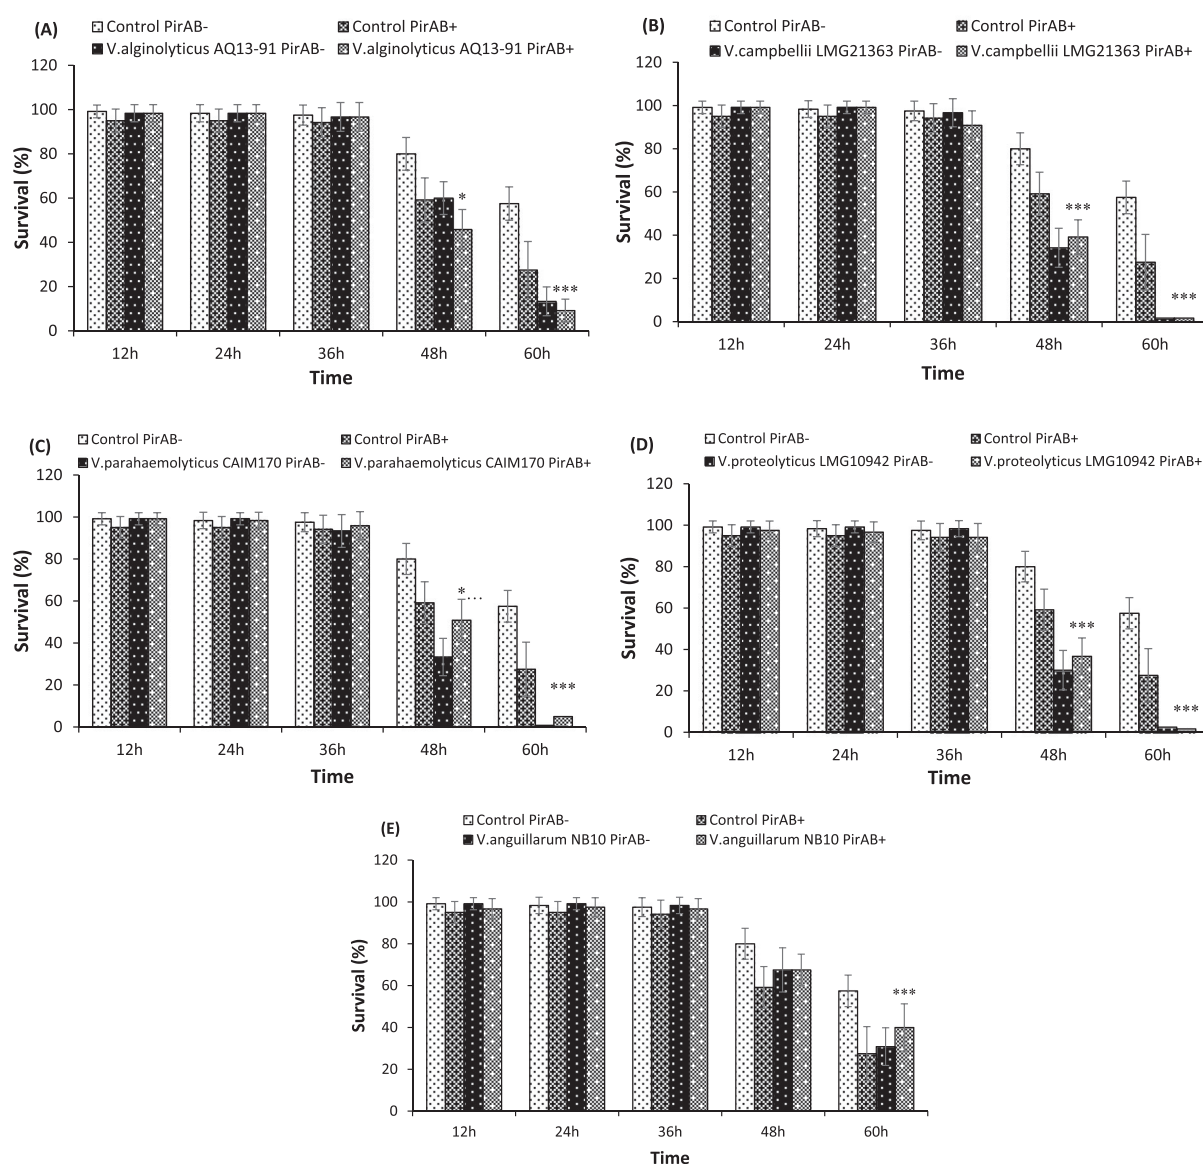 (A)
Control PirAB-
Control PirAB+
V.alginolyticus AQ13-91 PirAB-
V.alginolyticus AQ13-91 PirAB+
120
100
80
60
40
20
0
Survival (%)
*
***
12h
24h
36h
48h
60h
Time
(B)
Control PirAB-
Control PirAB+
V.campbellii LMG21363 PirAB-
V.campbellii LMG21363 PirAB+
120
100
80
60
40
20
0
Survival (%)
***
***
12h
24h
36h
48h
60h
Time
(C)
Control PirAB-
Control PirAB+
V.parahaemolyticus CAIM170 PirAB-
V.parahaemolyticus CAIM170 PirAB+
120
100
80
60
40
20
0
Survival (%)
*...
***
12h
24h
36h
48h
60h
Time
(D)
Control PirAB-
Control PirAB+
V.proteolyticus LMG10942 PirAB-
V.proteolyticus LMG10942 PirAB+
120
100
80
60
40
20
0
Survival (%)
***
***
12h
24h
36h
48h
60h
Time
(E)
Control PirAB-
Control PirAB+
V.anguillarum NB10 PirAB-
V.anguillarum NB10 PirAB+
120
100
80
60
40
20
0
Survival (%)
***
12h
24h
36h
48h
60h
Time